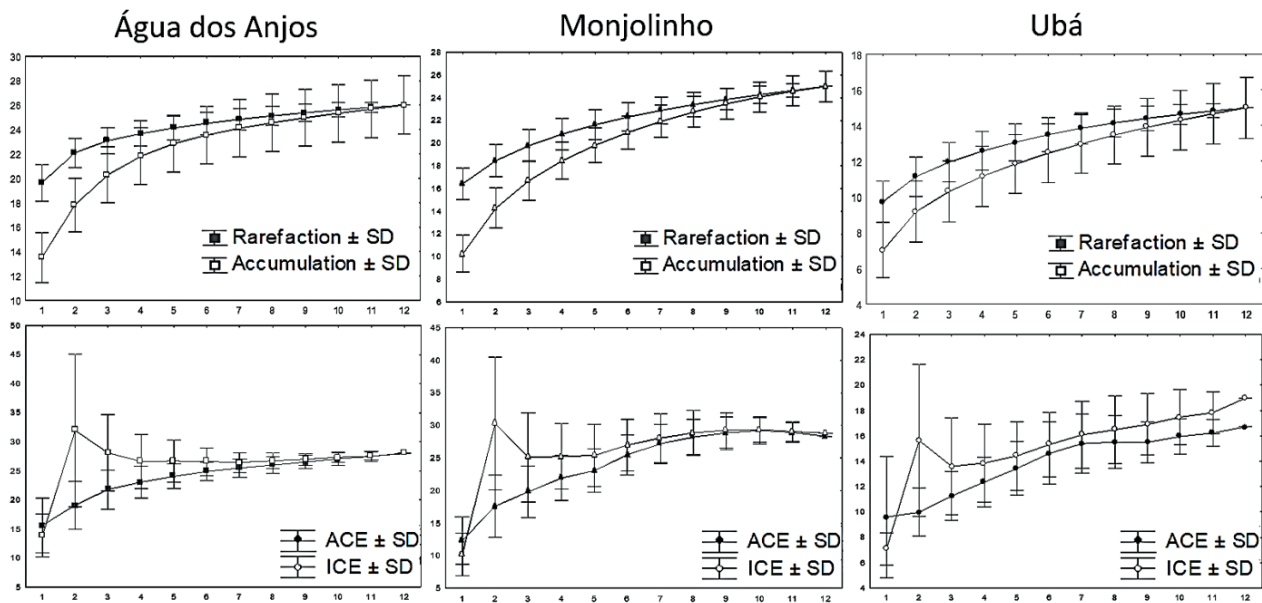 Água dos Anjos
Monjolinho
Ubá
30
28
26
24
22
20
18
16
14
12
10
1 2 3 4 5 6 7 8 9 10 11 12
Rarefaction ± SD
Accumulation ± SD
28
26
24
22
20
18
16
14
12
10
8
6
1 2 3 4 5 6 7 8 9 10 11 12
Rarefaction ± SD
Accumulation ± SD
18
16
14
12
10
8
6
4
1 2 3 4 5 6 7 8 9 10 11 12
Rarefaction ± SD
Accumulation ± SD
50
45
40
35
30
25
20
15
10
5
1 2 3 4 5 6 7 8 9 10 11 12
ACE ± SD
ICE ± SD
45
40
35
30
25
20
15
10
5
1 2 3 4 5 6 7 8 9 10 11 12
ACE ± SD
ICE ± SD
24
22
20
18
16
14
12
10
8
6
4
1 2 3 4 5 6 7 8 9 10 11 12
ACE ± SD
ICE ± SD